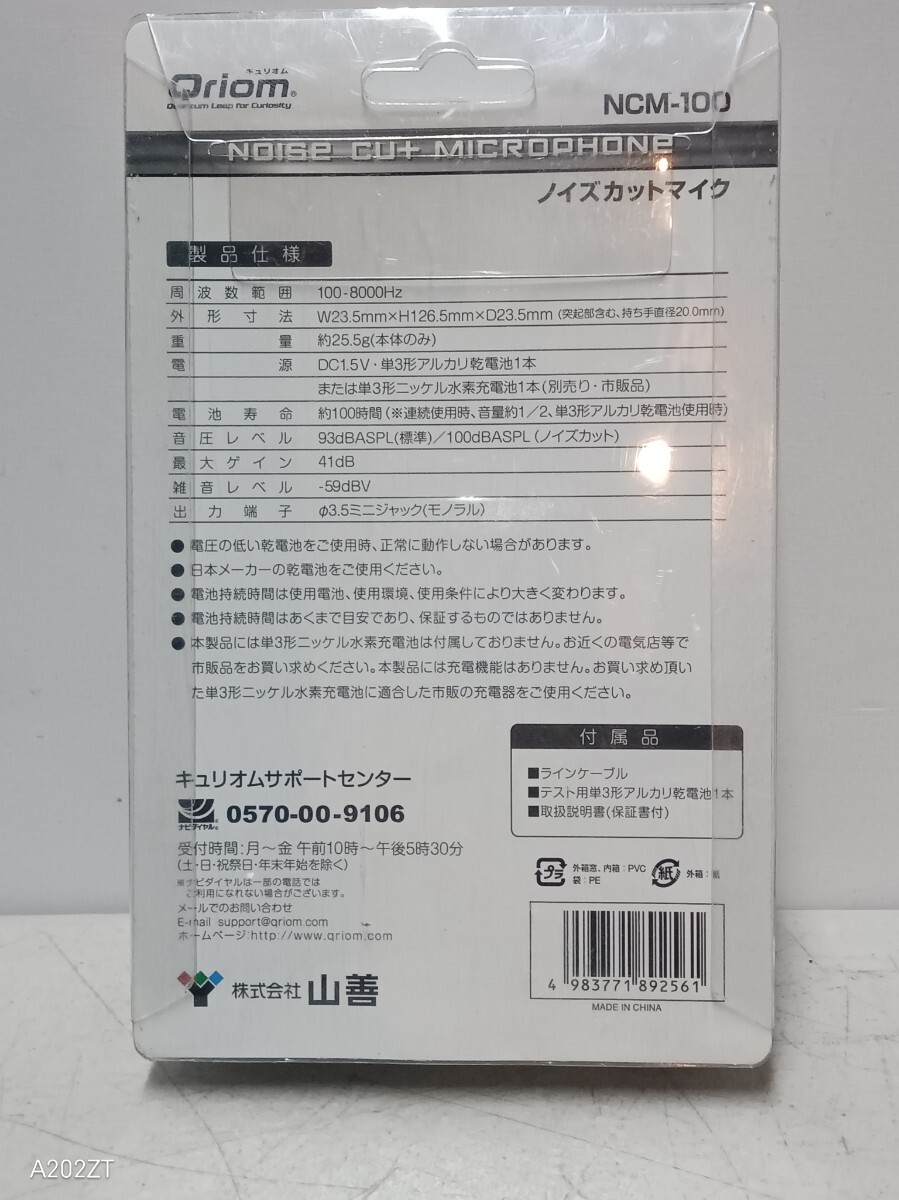 キュリオム
Qriom®
Quantum Leap for Curiosity
NCM-100
NOISE CUT MICROPHONE
ノイズカットマイク
製品仕様
周波数範囲 100-8000Hz
外形寸法 W23.5mm×H126.5mm×D23.5mm (突起部含む、持ち手直径20.0mm)
重量 約25.5g(本体のみ)
電源 DC1.5V・単3形アルカリ乾電池1本
または単3形ニッケル水素充電池1本(別売り・市販品)
電池寿命 約100時間(※連続使用時、音量約1/2、単3形アルカリ乾電池使用時)
音圧レベル 93dBASPL(標準)/100dBASPL(ノイズカット)
最大ゲイン 41dB
雑音レベル -59dBV
出力端子 φ3.5ミニジャック(モノラル)
●電圧の低い乾電池をご使用時、正常に動作しない場合があります。
●日本メーカーの乾電池をご使用ください。
●電池持続時間は使用電池、使用環境、使用条件により大きく変わります。
●電池持続時間はあくまで目安であり、保証するものではありません。
●本製品には単3形ニッケル水素充電池は付属しておりません。お近くの電気店等で
市販品をお買い求めください。本製品には充電機能はありません。お買い求め頂い
た単3形ニッケル水素充電池に適合した市販の充電器をご使用ください。
付属品
■ラインケーブル
■テスト用単3形アルカリ乾電池1本
■取扱説明書(保証書付)
キュリオムサポートセンター
ナビダイヤル® 0570-00-9106
受付時間:月~金 午前10時~午後5時30分
(土・日・祝祭日・年末年始を除く)
※ナビダイヤルは一部の電話では
ご利用になれない場合がございます。
メールでのお問い合わせ
E-mail support@qriom.com
ホームページ:http://www.qriom.com
株式会社 山善
プラ 外箱窓、内箱:PVC
袋:PE
紙 外箱:紙
4 983771 892561
MADE IN CHINA
A202ZT